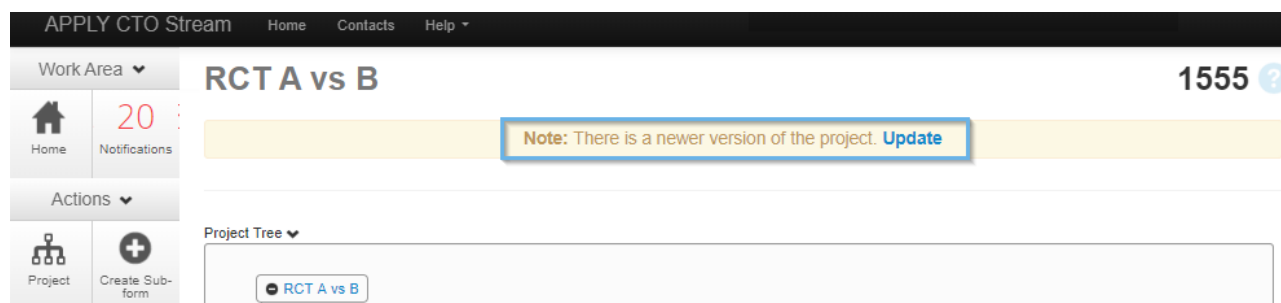 APPLY CTO Stream Home Contacts Help
Work Area
RCT A vs B
1555 ?
20
Home Notifications
Note: There is a newer version of the project. Update
Actions
Project Tree
Project Create Sub-
form
RCT A vs B